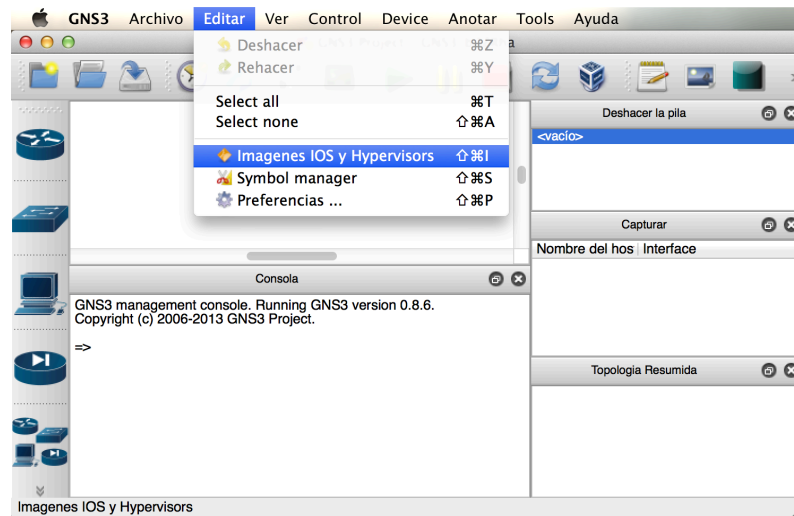 GNS3 Archivo Editar Ver Control Device Anotar Tools Ayuda
Deshacer ⌘Z
Rehacer ⌘Y
Select all ⌘T
Select none ⇧⌘A
Imagenes IOS y Hypervisors ⇧⌘I
Symbol manager ⇧⌘S
Preferencias ... ⇧⌘P
Deshacer la pila
<vacío>
Capturar
Nombre del hos Interface
Consola
GNS3 management console. Running GNS3 version 0.8.6.
Copyright (c) 2006-2013 GNS3 Project.
=>
Topologia Resumida
Imagenes IOS y Hypervisors